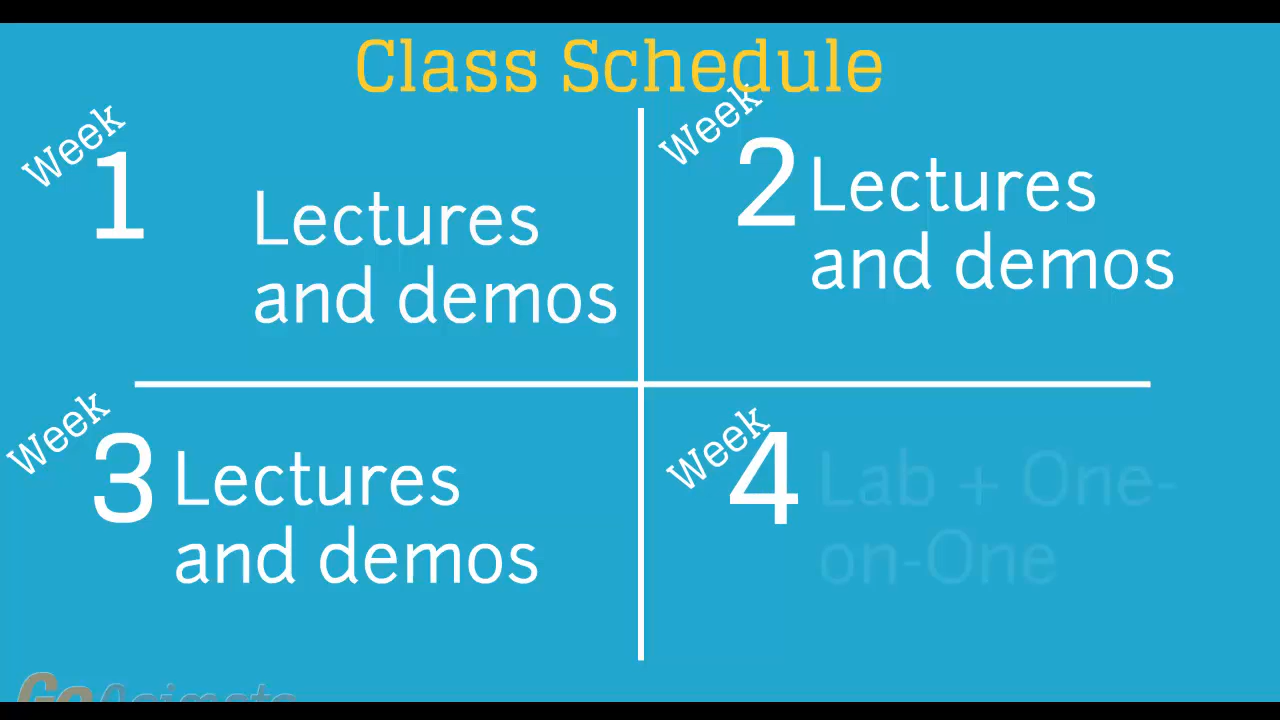 Class Schedule
Week
1
Lectures
and demos
Week
2
Lectures
and demos
Week
3
Lectures
and demos
Week
4
Lab + One-
on-One
GoAnimate